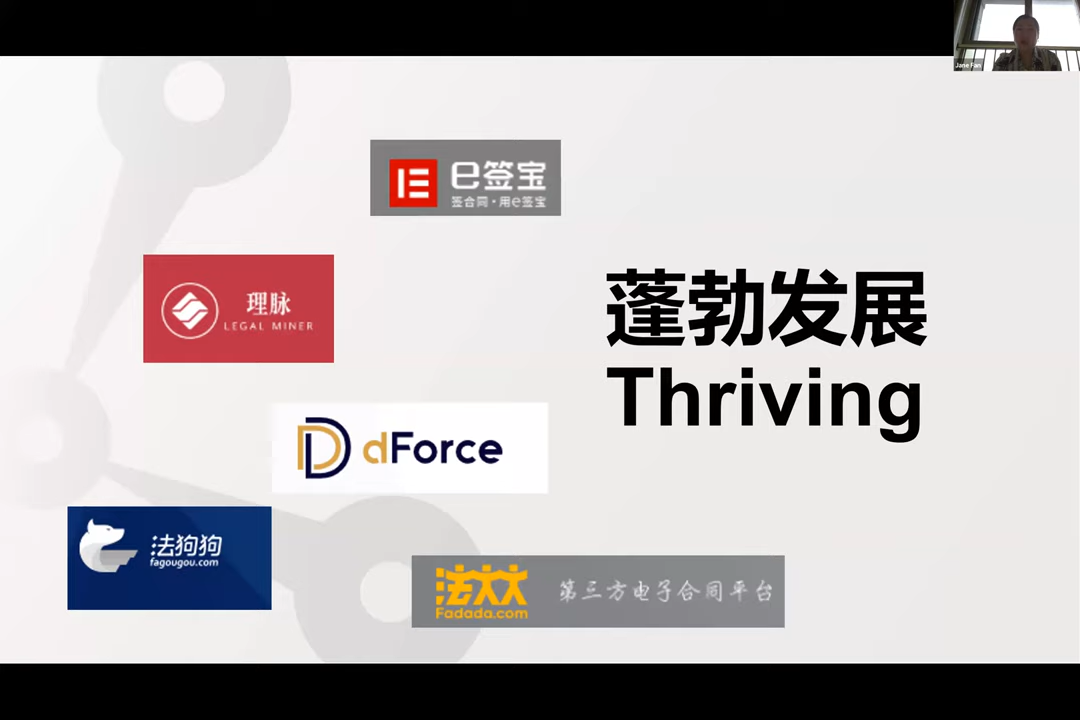 Jane Fan
e签宝
签合同·用e签宝
理脉
LEGAL MINER
蓬勃发展
Thriving
dForce
法狗狗
fagougou.com
法大大
Fadada.com
第三方电子合同平台